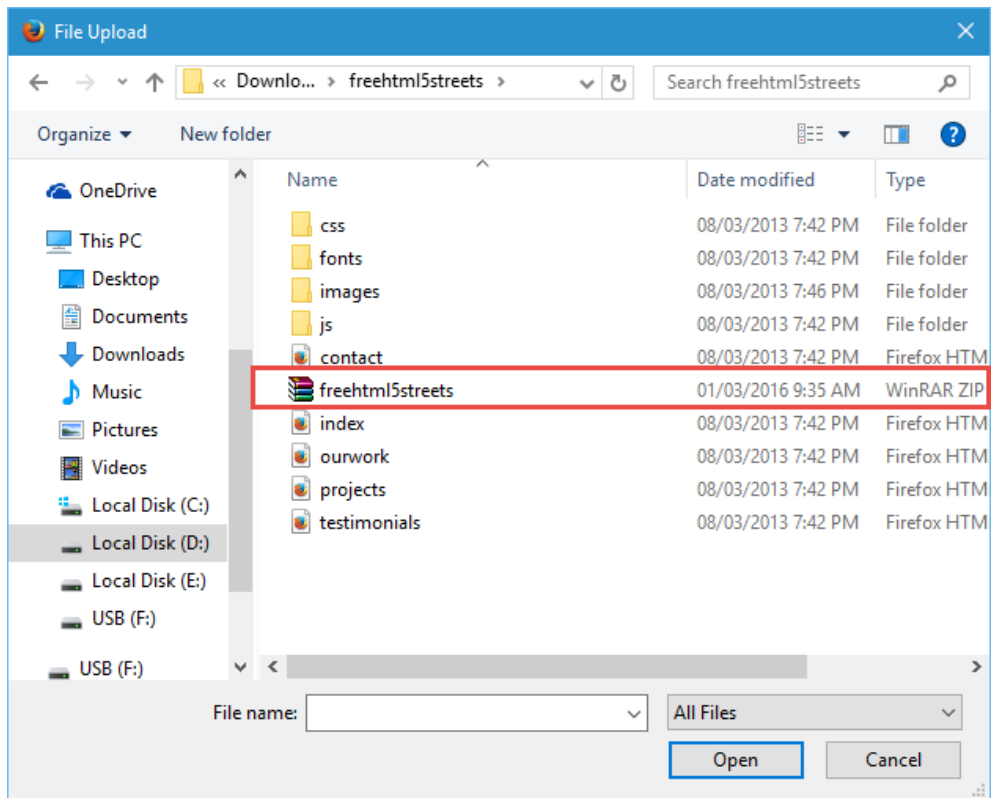 File Upload
« Downlo... › freehtml5streets ›
Search freehtml5streets
Organize
New folder
?
OneDrive
This PC
Desktop
Documents
Downloads
Music
Pictures
Videos
Local Disk (C:)
Local Disk (D:)
Local Disk (E:)
USB (F:)
USB (F:)
Name Date modified Type
css 08/03/2013 7:42 PM File folder
fonts 08/03/2013 7:42 PM File folder
images 08/03/2013 7:46 PM File folder
js 08/03/2013 7:42 PM File folder
contact 08/03/2013 7:42 PM Firefox HTM
freehtml5streets 01/03/2016 9:35 AM WinRAR ZIP
index 08/03/2013 7:42 PM Firefox HTM
ourwork 08/03/2013 7:42 PM Firefox HTM
projects 08/03/2013 7:42 PM Firefox HTM
testimonials 08/03/2013 7:42 PM Firefox HTM
File name:
All Files
Open
Cancel